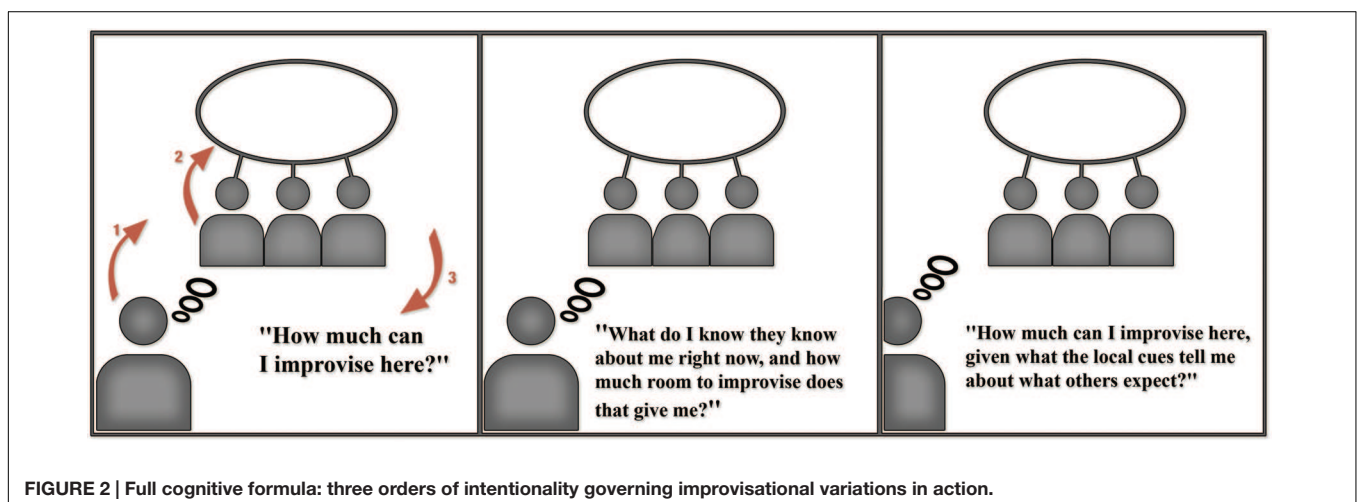 2
1
3
"How much can
I improvise here?"
"What do I know they know
about me right now, and how
much room to improvise does
that give me?"
"How much can I improvise here,
given what the local cues tell me
about what others expect?"
FIGURE 2 | Full cognitive formula: three orders of intentionality governing improvisational variations in action.